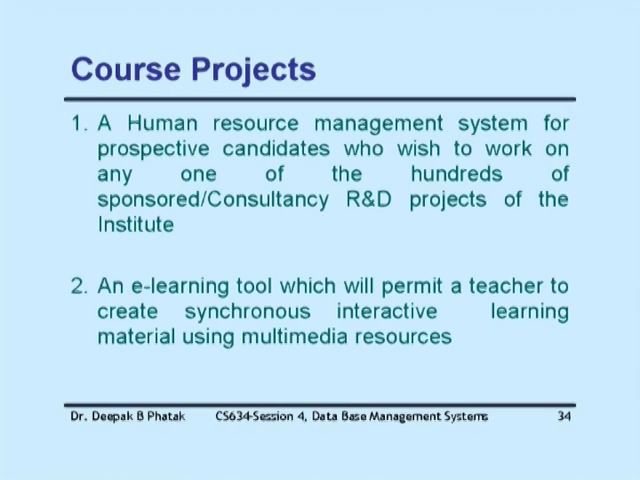 Course Projects
1. A Human resource management system for
prospective candidates who wish to work on
any one of the hundreds of
sponsored/Consultancy R&D projects of the
Institute
2. An e-learning tool which will permit a teacher to
create synchronous interactive learning
material using multimedia resources
Dr. Deepak B Phatak CS634-Session 4, Data Base Management Systems 34